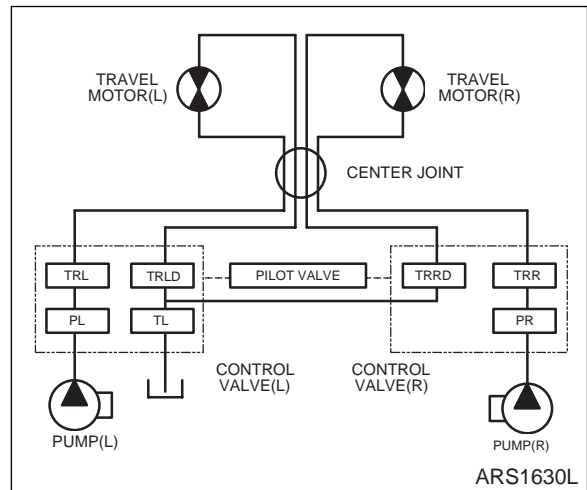 TRAVEL
MOTOR(L)
TRAVEL
MOTOR(R)
CENTER JOINT
TRL
TRLD
PILOT VALVE
TRRD
TRR
PL
TL
PR
CONTROL
VALVE(L)
CONTROL
VALVE(R)
PUMP(L)
PUMP(R)
ARS1630L